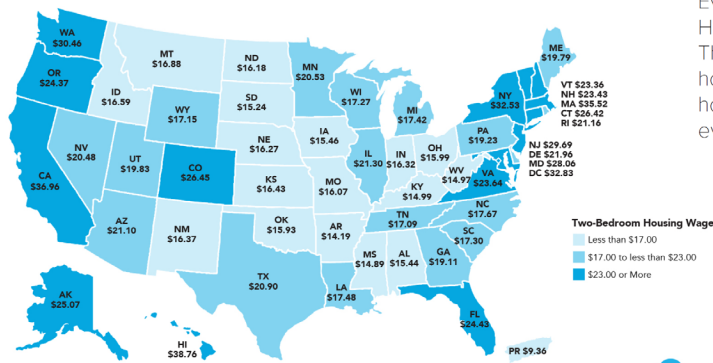 WA
$30.46
OR
$24.37
CA
$36.96
ID
$16.59
NV
$20.48
MT
$16.88
WY
$17.15
UT
$19.83
AZ
$21.10
CO
$26.45
NM
$16.37
ND
$16.18
SD
$15.24
NE
$16.27
KS
$16.43
OK
$15.93
TX
$20.90
MN
$20.53
IA
$15.46
MO
$16.07
AR
$14.19
LA
$17.48
WI
$17.27
IL
$21.30
MS
$14.89
MI
$17.42
IN
$16.32
OH
$15.99
KY
$14.99
TN
$17.09
AL
$15.44
GA
$19.11
FL
$24.43
SC
$17.30
NC
$17.67
VA
$23.64
WV
$14.97
PA
$19.23
NY
$32.53
ME
$19.79
VT $23.36
NH $23.43
MA $35.52
CT $26.42
RI $21.16
NJ $29.69
DE $21.96
MD $28.06
DC $32.83
AK
$25.07
HI
$38.76
PR $9.36
Two-Bedroom Housing Wage
Less than $17.00
$17.00 to less than $23.00
$23.00 or More